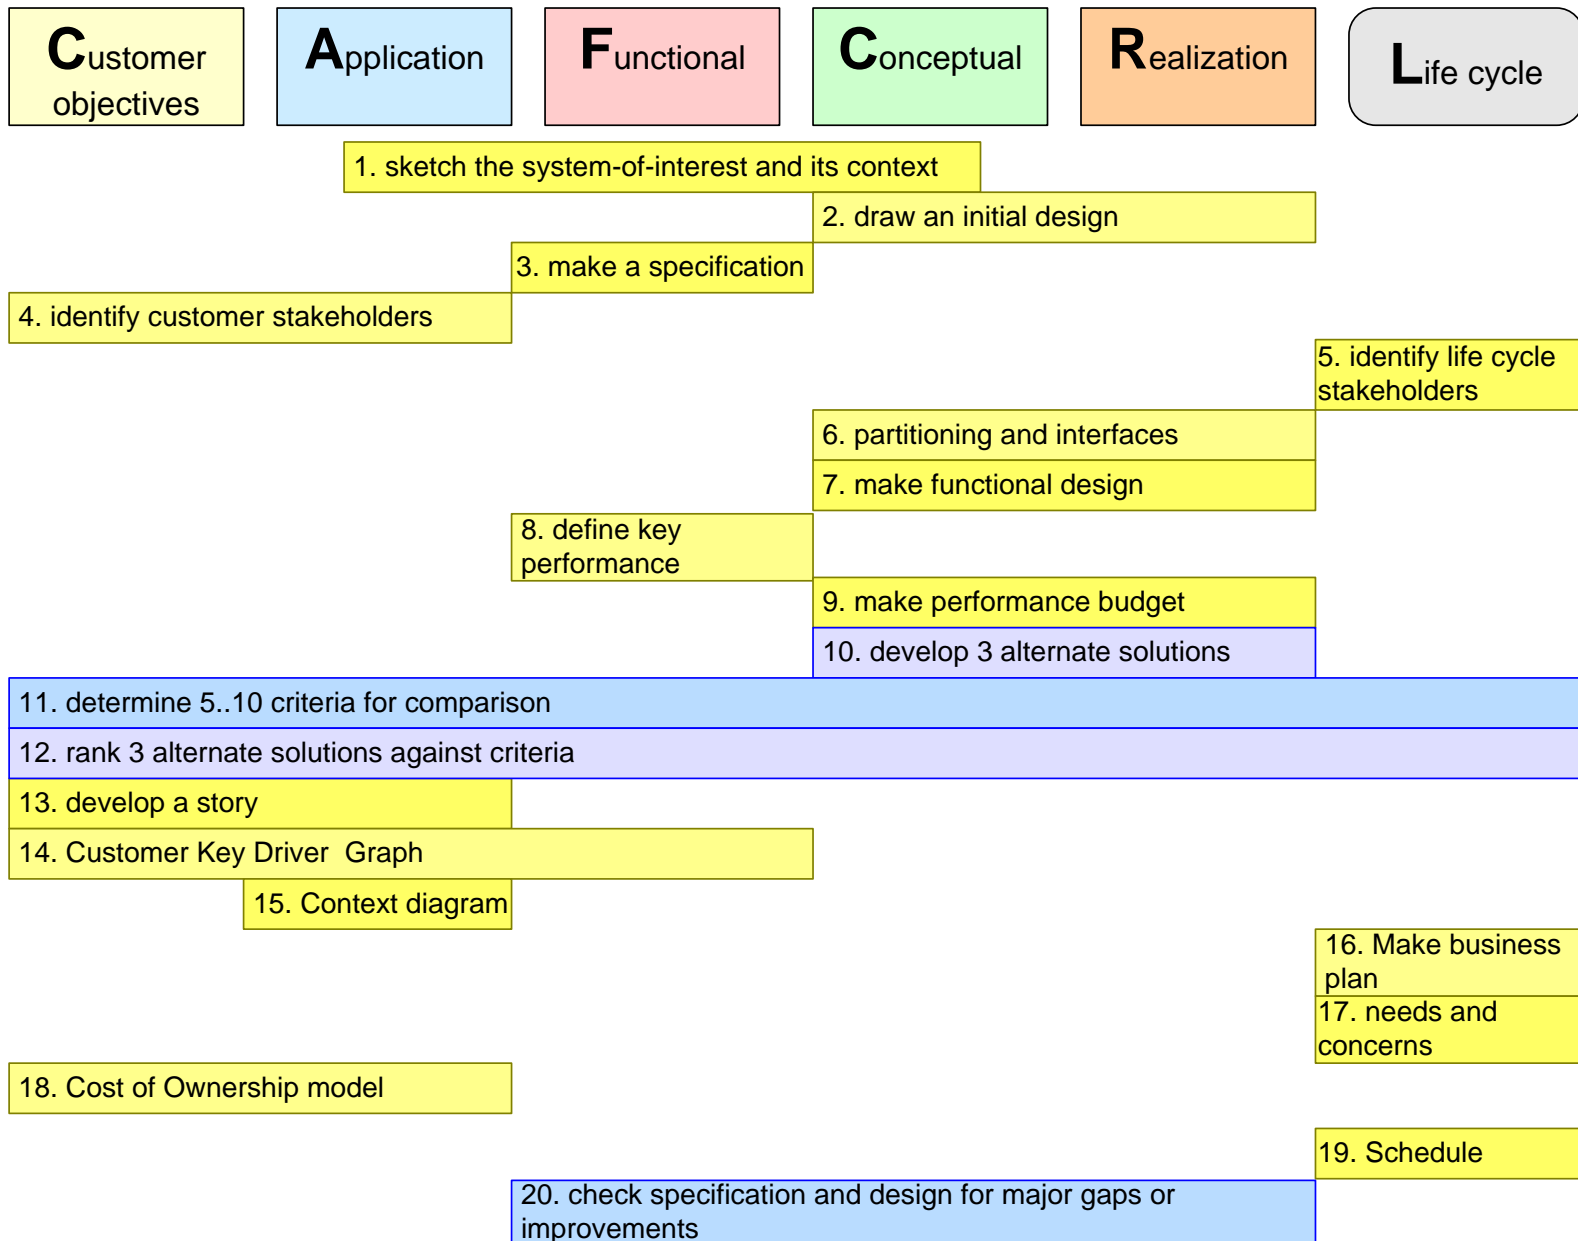 Customer
objectives
Application
Functional
Conceptual
Realization
Life cycle
1. sketch the system-of-interest and its context
2. draw an initial design
3. make a specification
4. identify customer stakeholders
5. identify life cycle
stakeholders
6. partitioning and interfaces
7. make functional design
8. define key
performance
9. make performance budget
10. develop 3 alternate solutions
11. determine 5..10 criteria for comparison
12. rank 3 alternate solutions against criteria
13. develop a story
14. Customer Key Driver  Graph
15. Context diagram
16. Make business
plan
17. needs and
concerns
18. Cost of Ownership model
19. Schedule
20. check specification and design for major gaps or
improvements